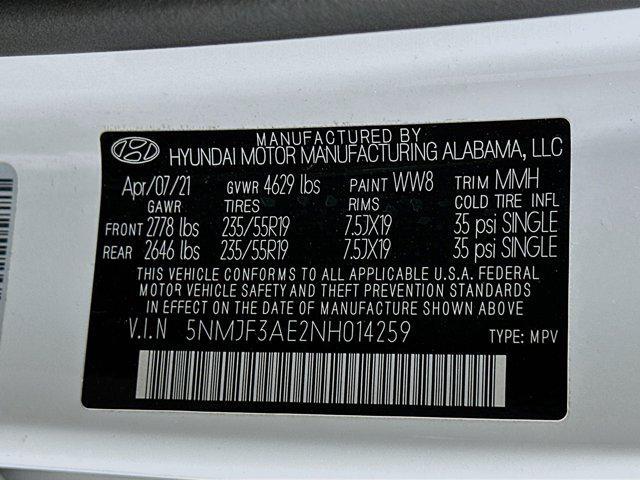 MANUFACTURED BY
HYUNDAI MOTOR MANUFACTURING ALABAMA, LLC
Apr/07/21 GVWR 4629 lbs PAINT WW8 TRIM MMH
GAWR TIRES RIMS COLD TIRE INFL
FRONT 2778 lbs 235/55R19 7.5JX19 35 psi SINGLE
REAR 2646 lbs 235/55R19 7.5JX19 35 psi SINGLE
THIS VEHICLE CONFORMS TO ALL APPLICABLE U.S.A. FEDERAL
MOTOR VEHICLE SAFETY AND THEFT PREVENTION STANDARDS
IN EFFECT ON THE DATE OF MANUFACTURE SHOWN ABOVE
V.I.N 5NMJF3AE2NH014259 TYPE: MPV